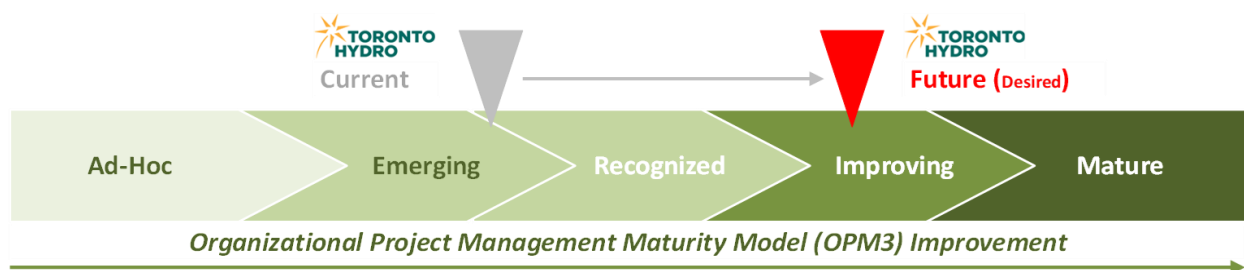 TORONTO
HYDRO
Current
TORONTO
HYDRO
Future (Desired)
Ad-Hoc
Emerging
Recognized
Improving
Mature
Organizational Project Management Maturity Model (OPM3) Improvement